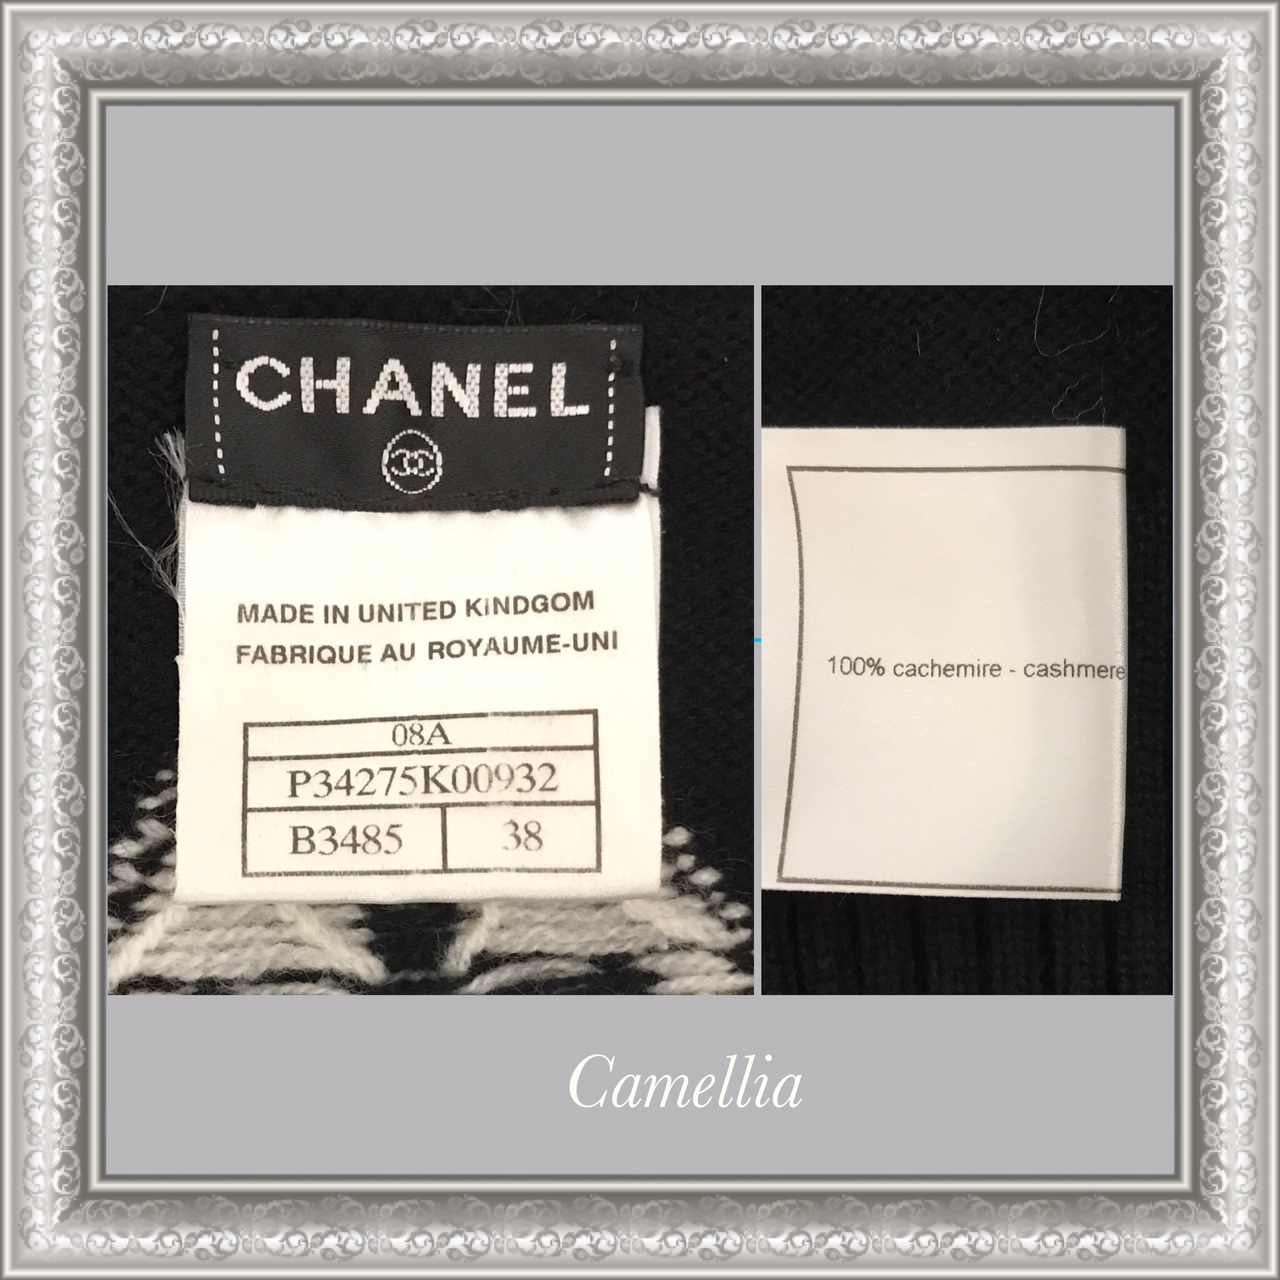 CHANEL
MADE IN UNITED KINDGOM
FABRIQUE AU ROYAUME-UNI
08A
P34275K00932
B3485 38
100% cachemire - cashmere
Camellia